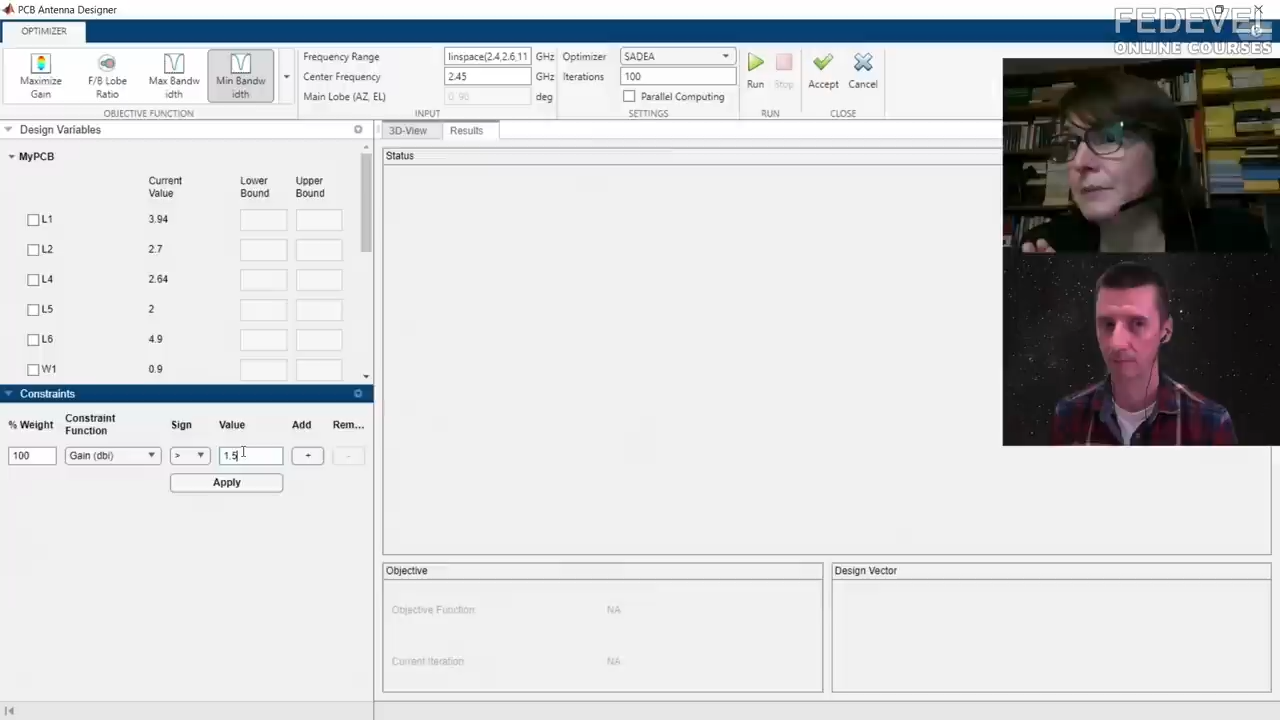 PCB Antenna Designer
FEDEVEL
ONLINE COURSES
OPTIMIZER
Maximize
Gain
F/B Lobe
Ratio
Max Bandw
idth
Min Bandw
idth
OBJECTIVE FUNCTION
Frequency Range
linspace(2.4,2.6,11
GHz
Center Frequency
2.45
GHz
Main Lobe (AZ, EL)
0 90
deg
INPUT
Optimizer
SADEA
Iterations
100
Parallel Computing
SETTINGS
Run
Stop
RUN
Accept
Cancel
CLOSE
Design Variables
MyPCB
Current
Value
Lower
Bound
Upper
Bound
L1 3.94
L2 2.7
L4 2.64
L5 2
L6 4.9
W1 0.9
Constraints
% Weight
Constraint
Function
Sign
Value
Add
Rem...
100
Gain (dbi)
>
1.5
+
-
Apply
3D-View
Results
Status
Objective
Objective Function NA
Current Iteration NA
Design Vector